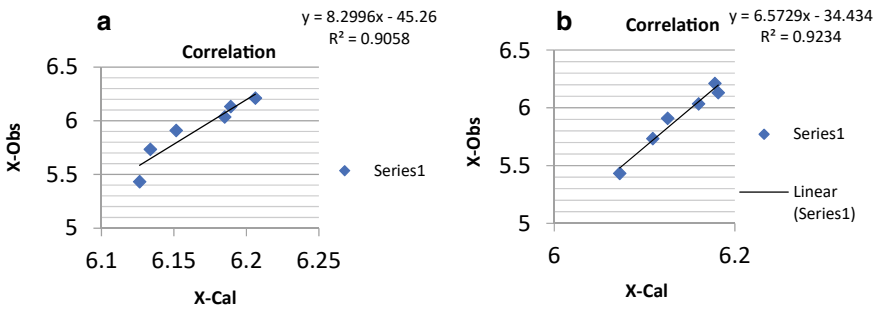 a
y = 8.2996x - 45.26
R² = 0.9058
Correlation
6.5
6
5.5
5
X-Obs
6.1 6.15 6.2 6.25
X-Cal
Series1
b
y = 6.5729x - 34.434
R² = 0.9234
Correlation
6.5
6
5.5
5
X-Obs
6 6.2
X-Cal
Series1
Linear
(Series1)